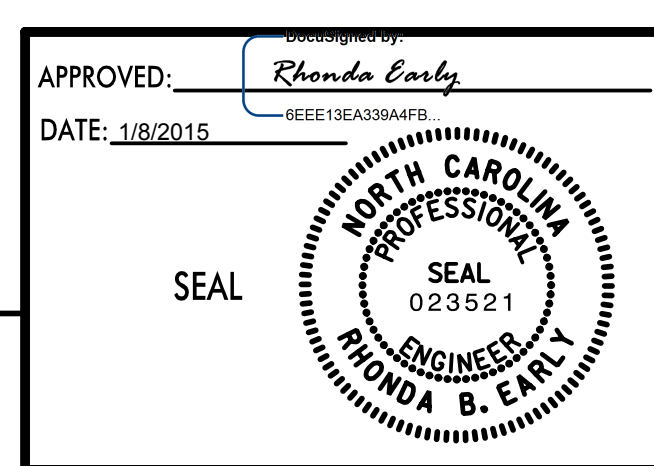 DocuSigned by:
APPROVED: Rhonda Early
6EEE13EA339A4FB...
DATE: 1/8/2015
SEAL
NORTH CAROLINA
PROFESSIONAL
SEAL
023521
ENGINEER
RHONDA B. EARLY